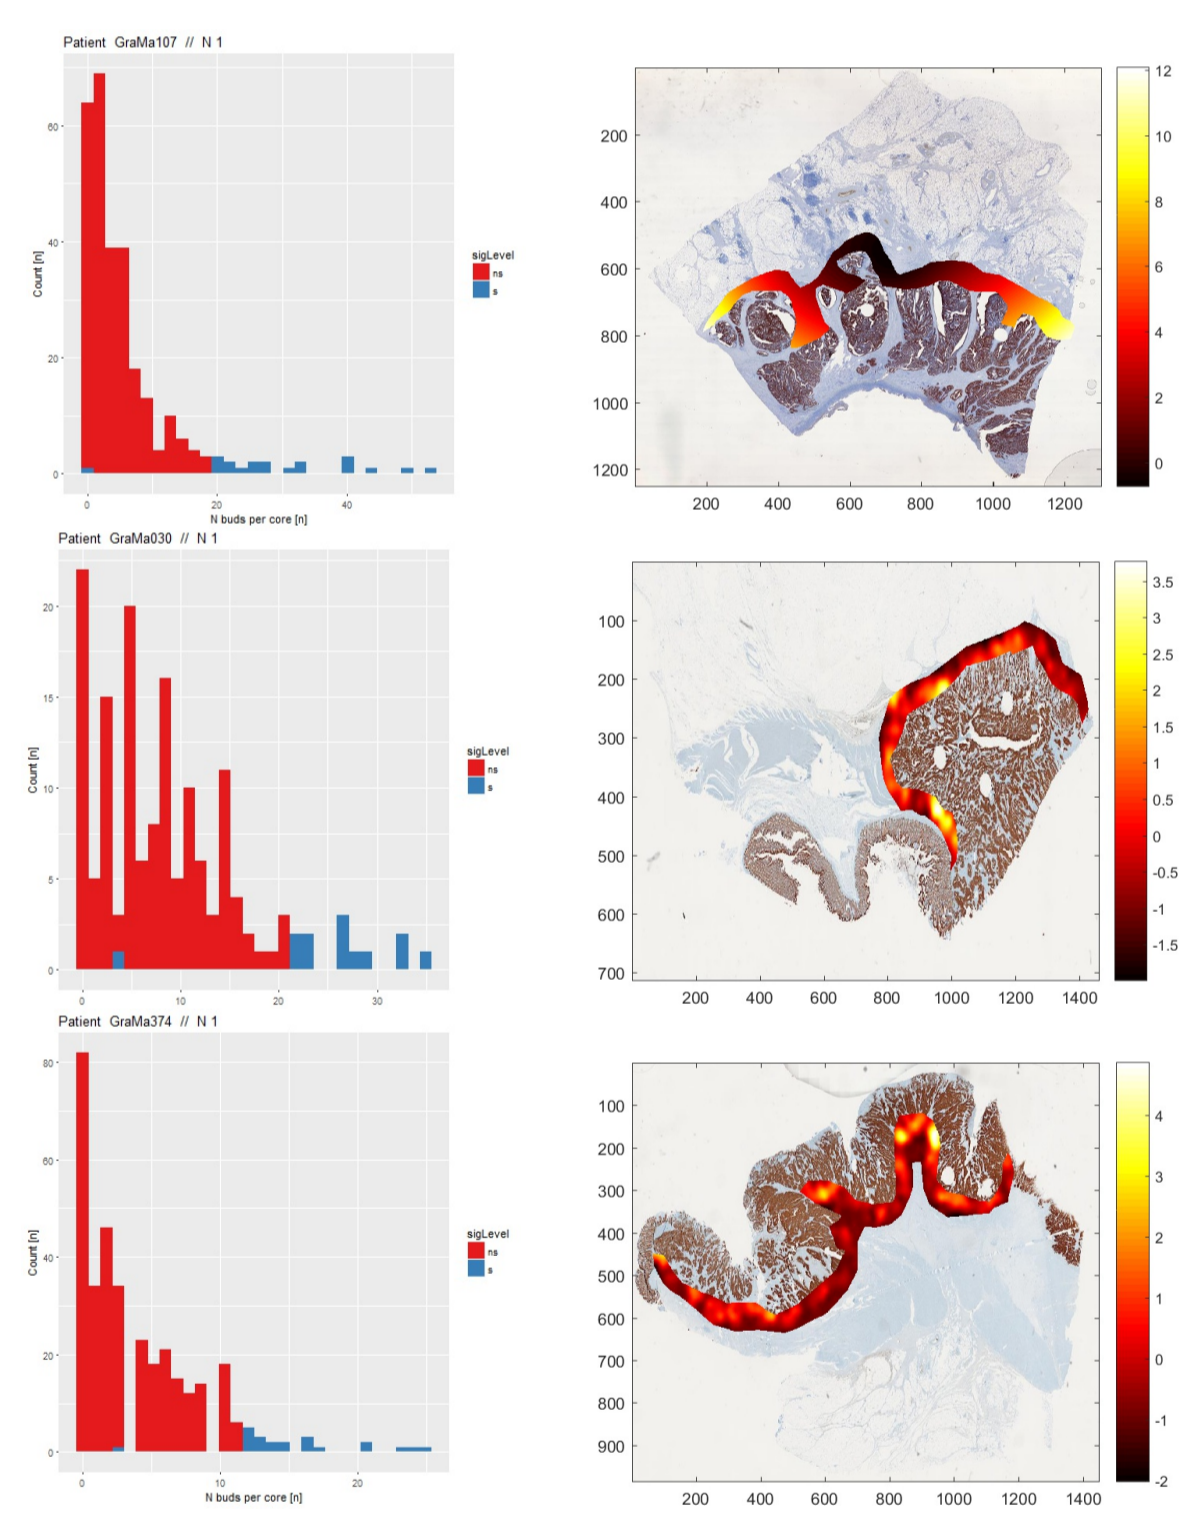 Patient GraMa107 // N 1
Count [n]
60
40
20
0
0 20 40
N buds per core [n]
sigLevel
ns
s
200
400
600
800
1000
1200
200 400 600 800 1000 1200
12
10
8
6
4
2
0
Patient GraMa030 // N 1
Count [n]
20
15
10
5
0
0 10 20 30
sigLevel
ns
s
100
200
300
400
500
600
700
200 400 600 800 1000 1200 1400
3.5
3
2.5
2
1.5
1
0.5
0
-0.5
-1
-1.5
Patient GraMa374 // N 1
Count [n]
80
60
40
20
0
0 10 20
N buds per core [n]
sigLevel
ns
s
100
200
300
400
500
600
700
800
900
200 400 600 800 1000 1200 1400
4
3
2
1
0
-1
-2